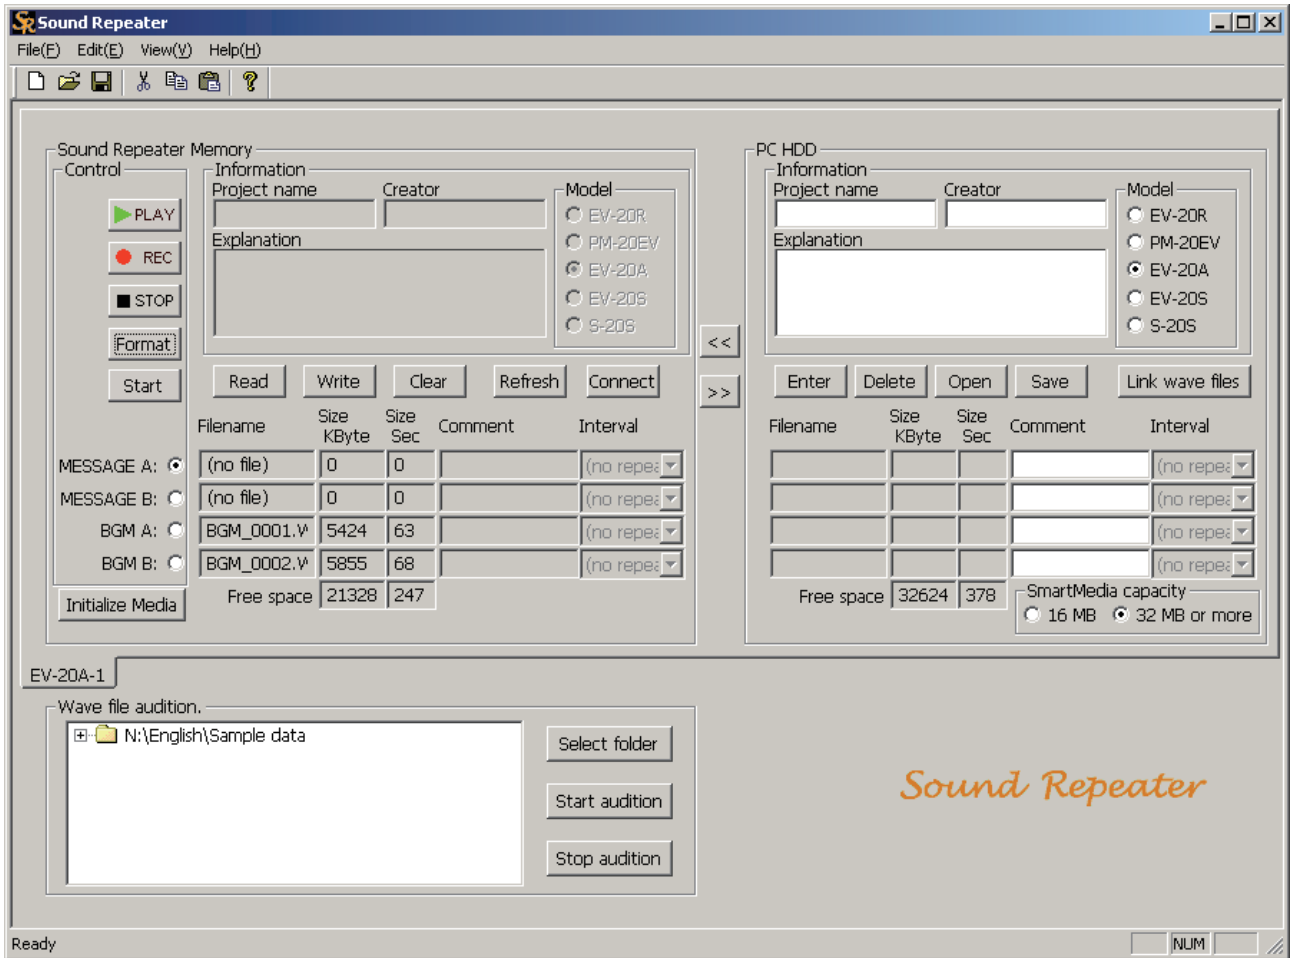 SR Sound Repeater
File(F) Edit(E) View(V) Help(H)
Sound Repeater Memory
Control
PLAY
REC
STOP
Format
Start
Information
Project name Creator
Explanation
Model
EV-20R
PM-20EV
EV-20A
EV-20S
S-20S
Read Write Clear Refresh Connect
Filename Size KByte Size Sec Comment Interval
MESSAGE A: (no file) 0 0 (no repea
MESSAGE B: (no file) 0 0 (no repea
BGM A: BGM_0001.W 5424 63 (no repea
BGM B: BGM_0002.W 5855 68 (no repea
Initialize Media Free space 21328 247
<<
>>
PC HDD
Information
Project name Creator
Explanation
Model
EV-20R
PM-20EV
EV-20A
EV-20S
S-20S
Enter Delete Open Save Link wave files
Filename Size KByte Size Sec Comment Interval
(no repea
(no repea
(no repea
(no repea
Free space 32624 378
SmartMedia capacity
16 MB 32 MB or more
EV-20A-1
Wave file audition.
N:\English\Sample data
Select folder
Start audition
Stop audition
Sound Repeater
Ready NUM